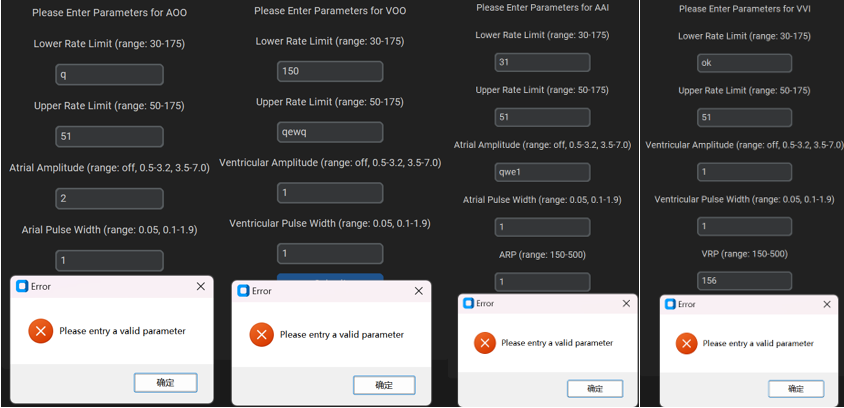 Please Enter Parameters for AOO
Lower Rate Limit (range: 30-175)
q
Upper Rate Limit (range: 50-175)
51
Atrial Amplitude (range: off, 0.5-3.2, 3.5-7.0)
2
Arial Pulse Width (range: 0.05, 0.1-1.9)
1
Error
Please entry a valid parameter
确定
Please Enter Parameters for VOO
Lower Rate Limit (range: 30-175)
150
Upper Rate Limit (range: 50-175)
qewq
Ventricular Amplitude (range: off, 0.5-3.2, 3.5-7.0)
1
Ventricular Pulse Width (range: 0.05, 0.1-1.9)
1
Error
Please entry a valid parameter
确定
Please Enter Parameters for AAI
Lower Rate Limit (range: 30-175)
31
Upper Rate Limit (range: 50-175)
51
Atrial Amplitude (range: off, 0.5-3.2, 3.5-7.0)
qwe1
Atrial Pulse Width (range: 0.05, 0.1-1.9)
1
ARP (range: 150-500)
1
Error
Please entry a valid parameter
确定
Please Enter Parameters for VVI
Lower Rate Limit (range: 30-175)
ok
Upper Rate Limit (range: 50-175)
51
Ventricular Amplitude (range: off, 0.5-3.2, 3.5-7.0)
1
Ventricular Pulse Width (range: 0.05, 0.1-1.9)
1
VRP (range: 150-500)
156
Error
Please entry a valid parameter
确定